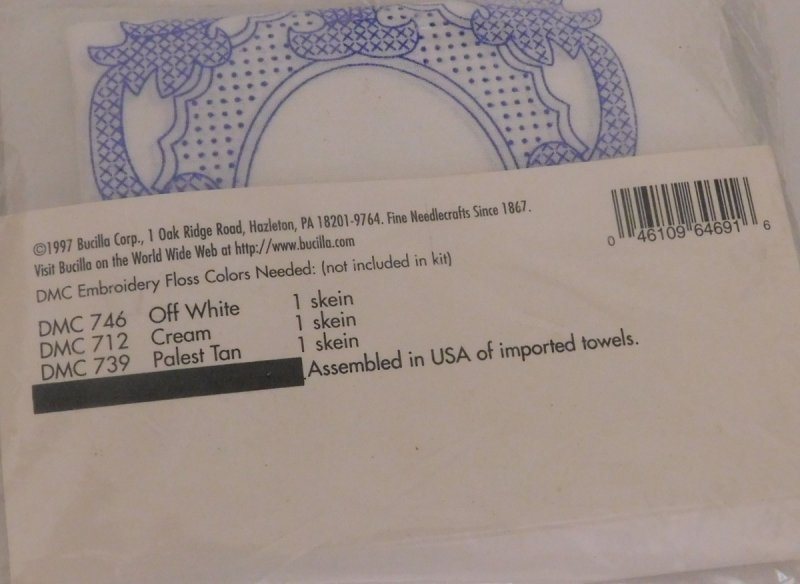 ©1997 Bucilla Corp., 1 Oak Ridge Road, Hazleton, PA 18201-9764. Fine Needlecrafts Since 1867.
Visit Bucilla on the World Wide Web at http://www.bucilla.com
DMC Embroidery Floss Colors Needed: (not included in kit)
DMC 746 Off White 1 skein
DMC 712 Cream 1 skein
DMC 739 Palest Tan 1 skein
Assembled in USA of imported towels.
0 46109 64691 6